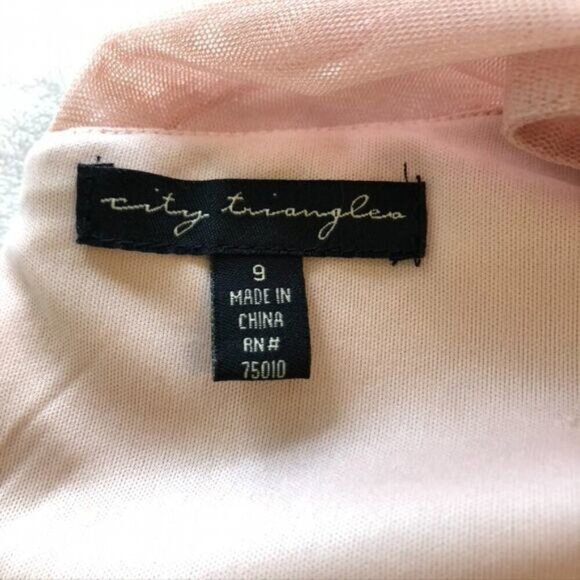 city triangles
9
MADE IN
CHINA
RN#
75010